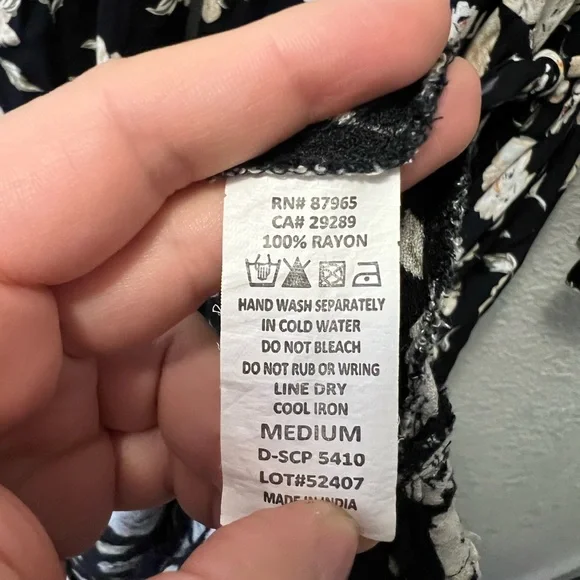 RN# 87965
CA# 29289
100% RAYON
HAND WASH SEPARATELY
IN COLD WATER
DO NOT BLEACH
DO NOT RUB OR WRING
LINE DRY
COOL IRON
MEDIUM
D-SCP 5410
LOT#52407
MADE IN INDIA